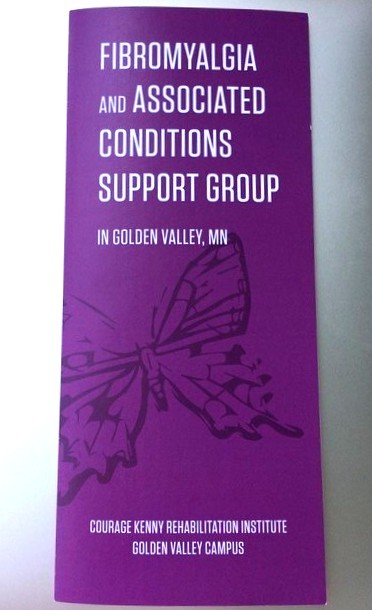 FIBROMYALGIA
AND ASSOCIATED
CONDITIONS
SUPPORT GROUP
IN GOLDEN VALLEY, MN
COURAGE KENNY REHABILITATION INSTITUTE
GOLDEN VALLEY CAMPUS